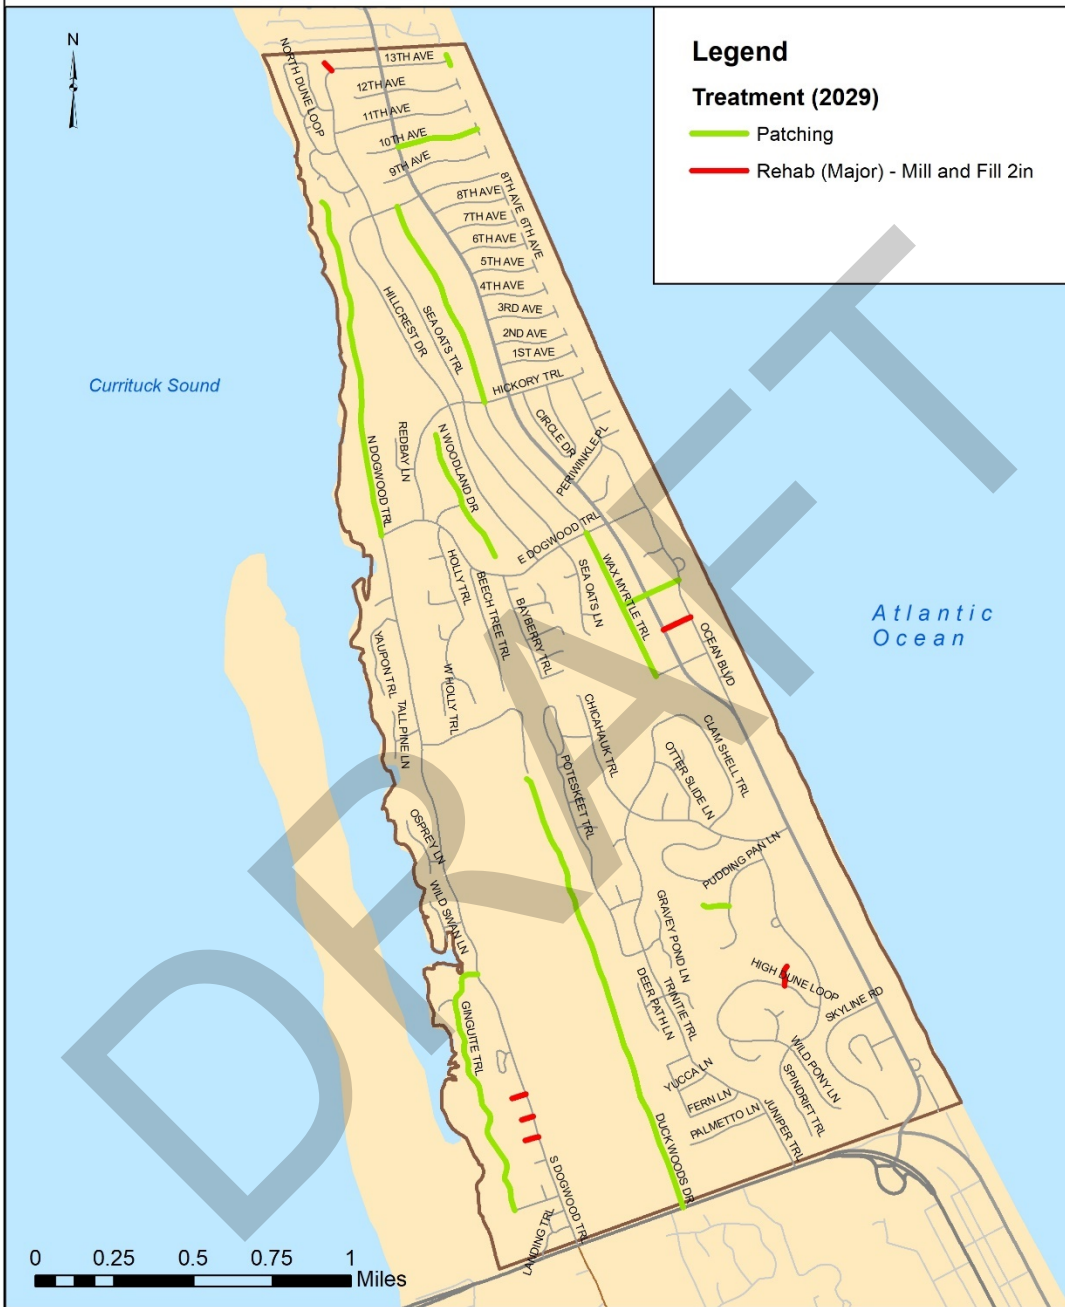 Legend
Treatment (2029)
Patching
Rehab (Major) - Mill and Fill 2in
N
NORTH DUNE LOOP
13TH AVE
12TH AVE
11TH AVE
10TH AVE
9TH AVE
8TH AVE
8TH AVE
7TH AVE
6TH AVE
6TH AVE
5TH AVE
4TH AVE
3RD AVE
2ND AVE
1ST AVE
HILLCREST DR
SEA OATS TRL
HICKORY TRL
Currituck Sound
CIRCLE DR
PERIWINKLE PL
REDBAY LN
N WOODLAND DR
N DOGWOOD TRL
E DOGWOOD TRL
HOLLY TRL
BEECH TREE TRL
BAYBERRY TRL
SEA OATS LN
WAX MYRTLE TRL
OCEAN BLVD
Atlantic
Ocean
YAUPON TRL
W HOLLY TRL
TALL PINE LN
CHICAHAUK TRL
CLAM SHELL TRL
OTTER SLIDE LN
POTESKEET TRL
OSPREY LN
PUDDING PAN LN
WILD SWAN LN
GRAVEY POND LN
HIGH DUNE LOOP
DEER PATH LN
TRINITIE TRL
SKYLINE RD
GINGUITE TRL
WILD PONY LN
YUCCA LN
SPINDRIFT TRL
FERN LN
PALMETTO LN
JUNIPER TRL
DUCK WOODS DR
S DOGWOOD TRL
LANDING TRL
0 0.25 0.5 0.75 1
Miles
DRAFT